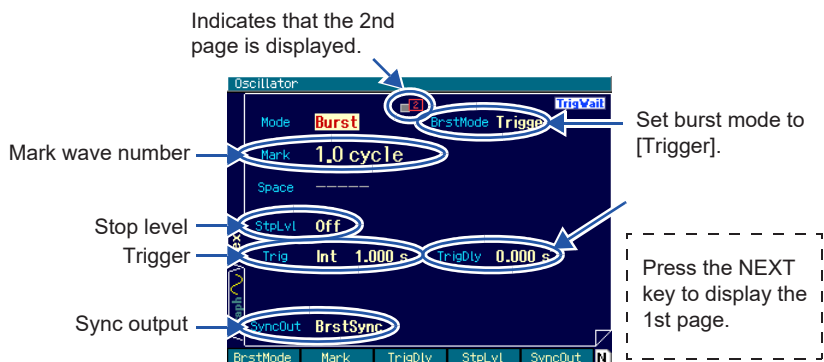 Indicates that the 2nd
page is displayed.
Oscillator
2
TrigWait
Mode Burst
BrstMode Trigge
Set burst mode to
[Trigger].
Mark wave number
Mark 1.0 cycle
Space -----
Stop level
StpLvl Off
Trigger
Trig Int 1.000 s
TrigDly 0.000 s
Press the NEXT
key to display the
1st page.
Sync output
SyncOut BrstSync
BrstMode Mark TrigDly StpLvl SyncOut N